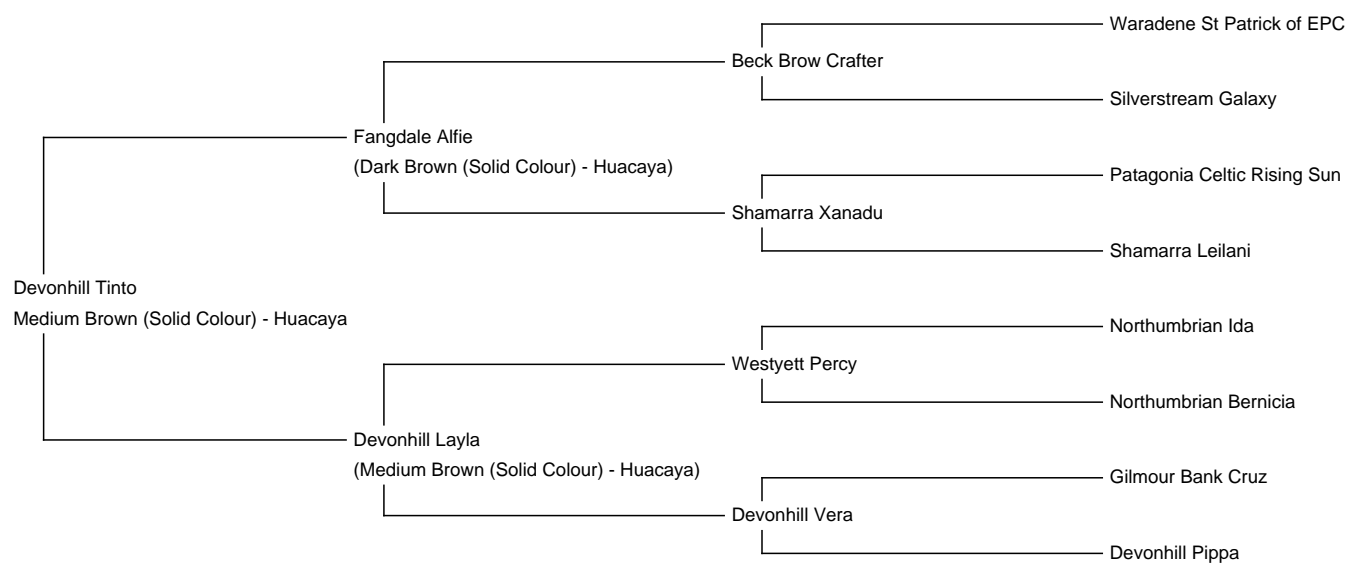 Waradene St Patrick of EPC
Beck Brow Crafter
Silverstream Galaxy
Fangdale Alfie
(Dark Brown (Solid Colour) - Huacaya)
Patagonia Celtic Rising Sun
Shamarra Xanadu
Shamarra Leilani
Devonhill Tinto
Medium Brown (Solid Colour) - Huacaya
Northumbrian Ida
Westyett Percy
Northumbrian Bernicia
Devonhill Layla
(Medium Brown (Solid Colour) - Huacaya)
Gilmour Bank Cruz
Devonhill Vera
Devonhill Pippa